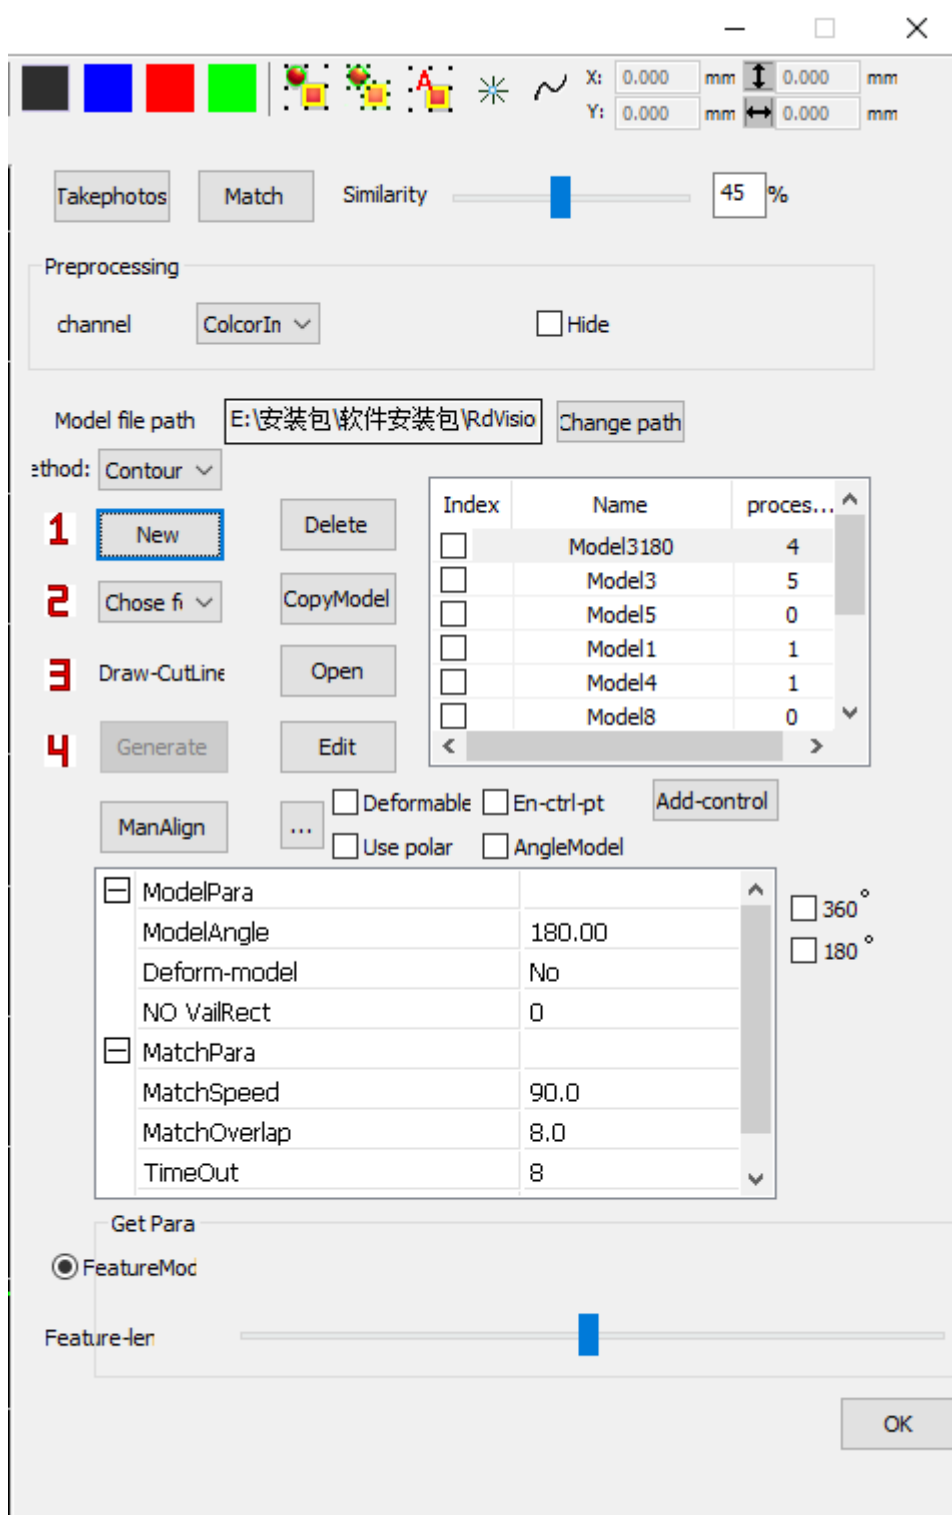 X: 0.000 mm 0.000 mm
Y: 0.000 mm 0.000 mm
Takephotos Match Similarity 45 %
Preprocessing
channel ColcorIn Hide
Model file path E:\安装包\软件安装包\RdVisio Change path
ethod: Contour
Index Name proces...
1 New Delete
Model3180 4
Model3 5
2 Chose f CopyModel
Model5 0
Model1 1
3 Draw-CutLine Open
Model4 1
Model8 0
4 Generate Edit
ManAlign ... Deformable En-ctrl-pt Add-control
Use polar AngleModel
ModelPara
360°
ModelAngle 180.00
180°
Deform-model No
NO VailRect 0
MatchPara
MatchSpeed 90.0
MatchOverlap 8.0
TimeOut 8
Get Para
FeatureMod
Feature-len
OK